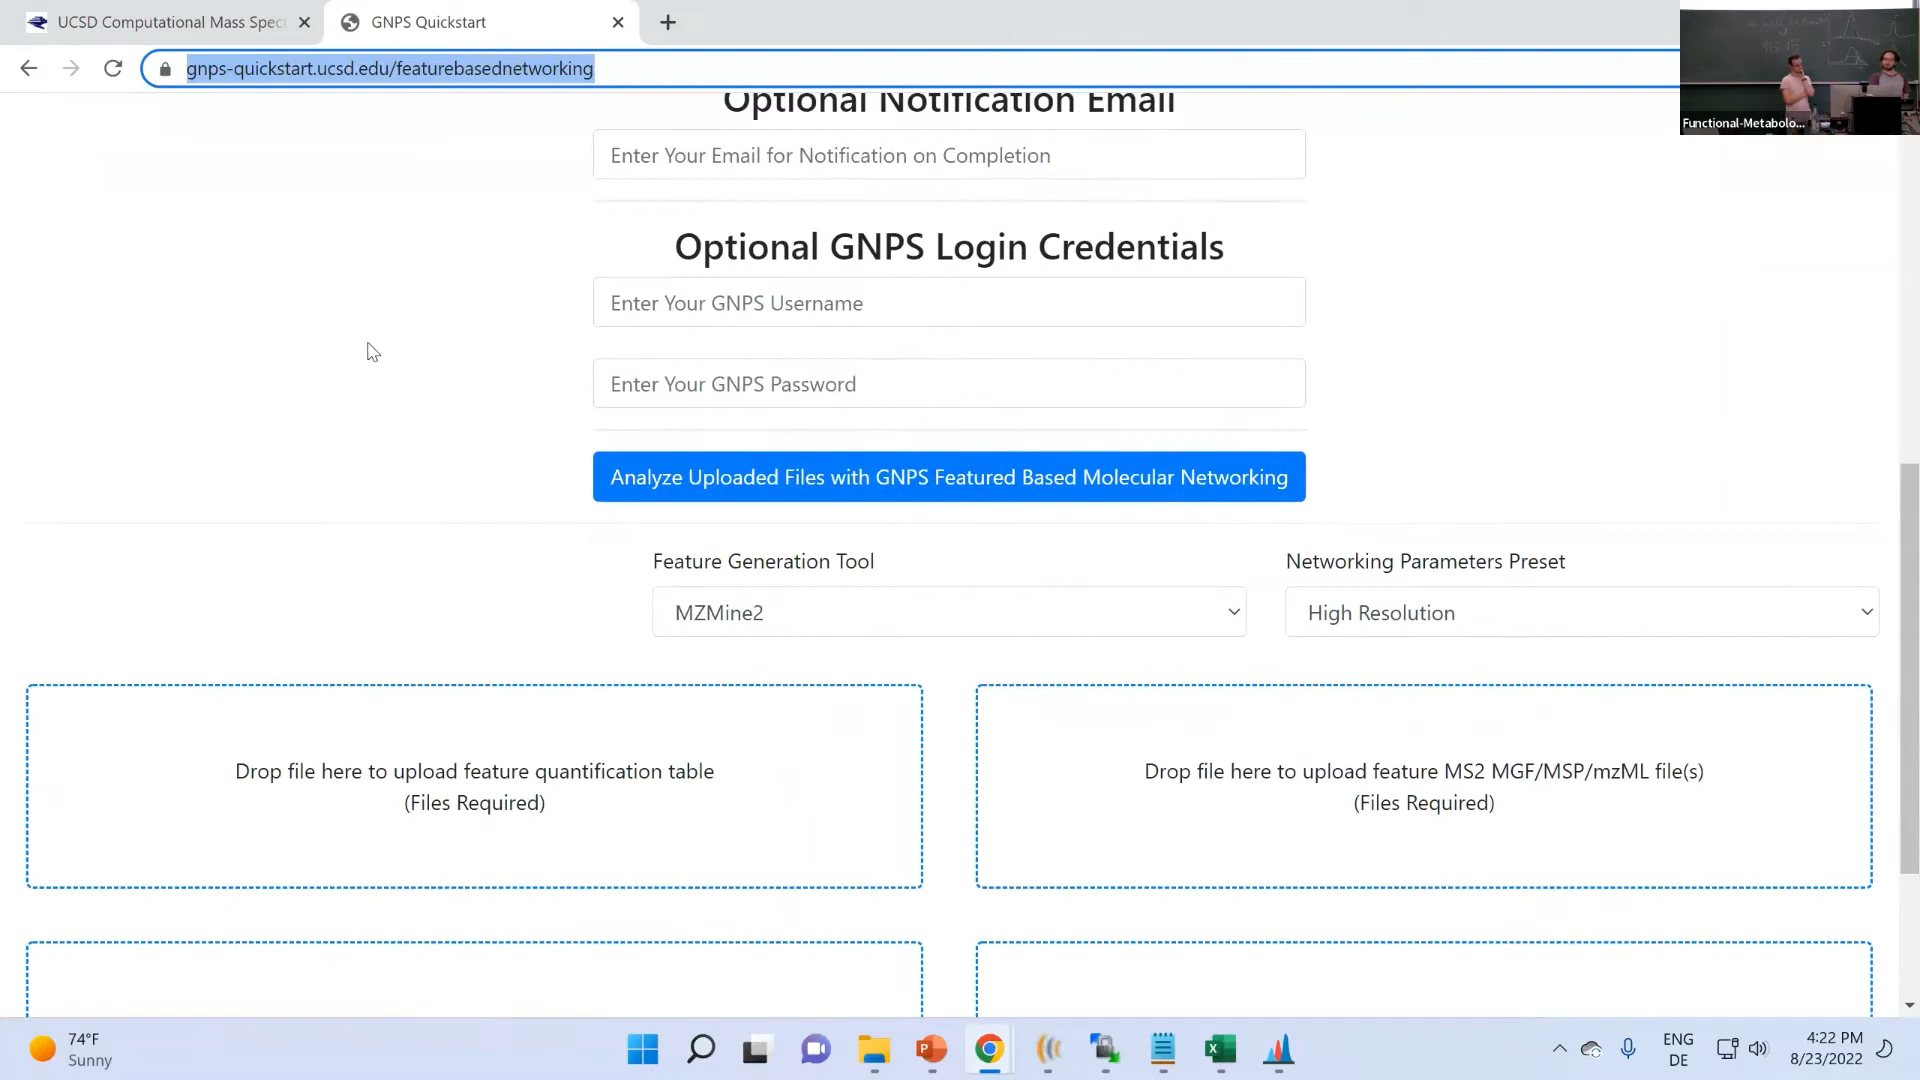 UCSD Computational Mass Spec
GNPS Quickstart
gnps-quickstart.ucsd.edu/featurebasednetworking
Functional-Metabolo...
Optional Notification Email
Enter Your Email for Notification on Completion
Optional GNPS Login Credentials
Enter Your GNPS Username
Enter Your GNPS Password
Analyze Uploaded Files with GNPS Featured Based Molecular Networking
Feature Generation Tool
Networking Parameters Preset
MZMine2
High Resolution
Drop file here to upload feature quantification table
(Files Required)
Drop file here to upload feature MS2 MGF/MSP/mzML file(s)
(Files Required)
74°F
Sunny
ENG
DE
4:22 PM
8/23/2022